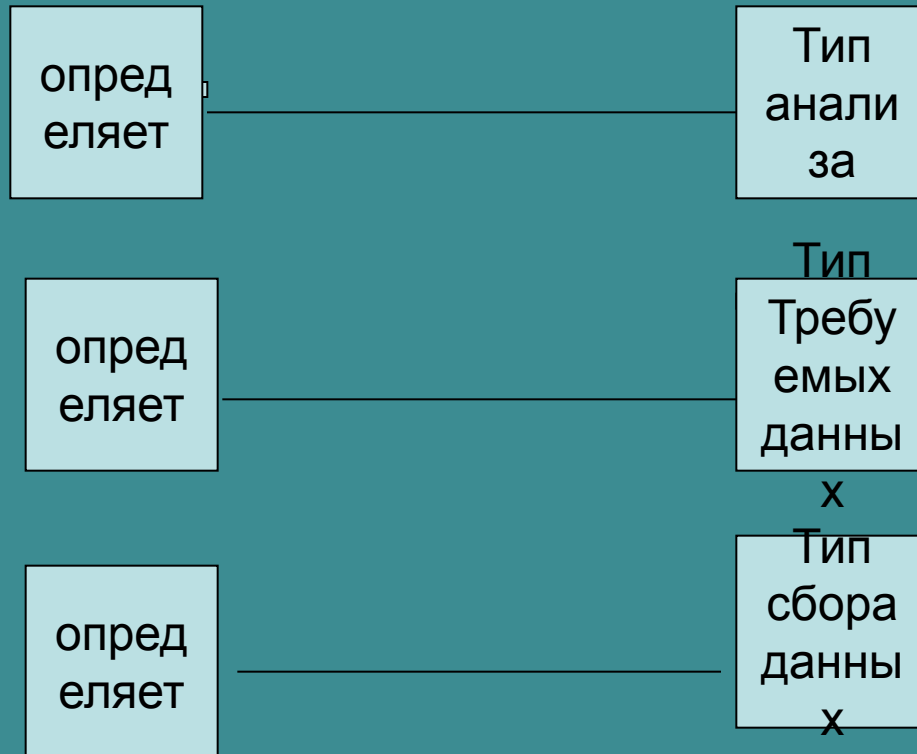 опред
еляет
Тип
анали
за
опред
еляет
Тип
Требу
емых
данны
х
опред
еляет
Тип
сбора
данны
х